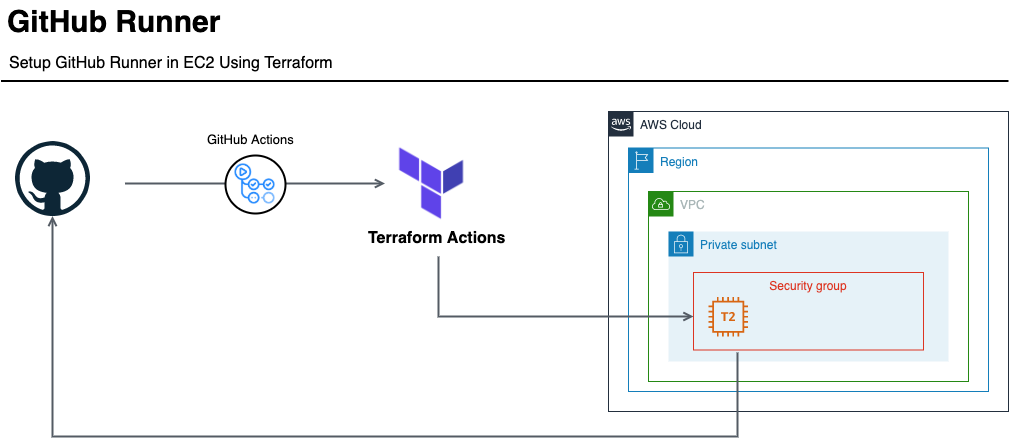 GitHub Runner
Setup GitHub Runner in EC2 Using Terraform
GitHub Actions
Terraform Actions
aws
AWS Cloud
Region
VPC
Private subnet
Security group
T2